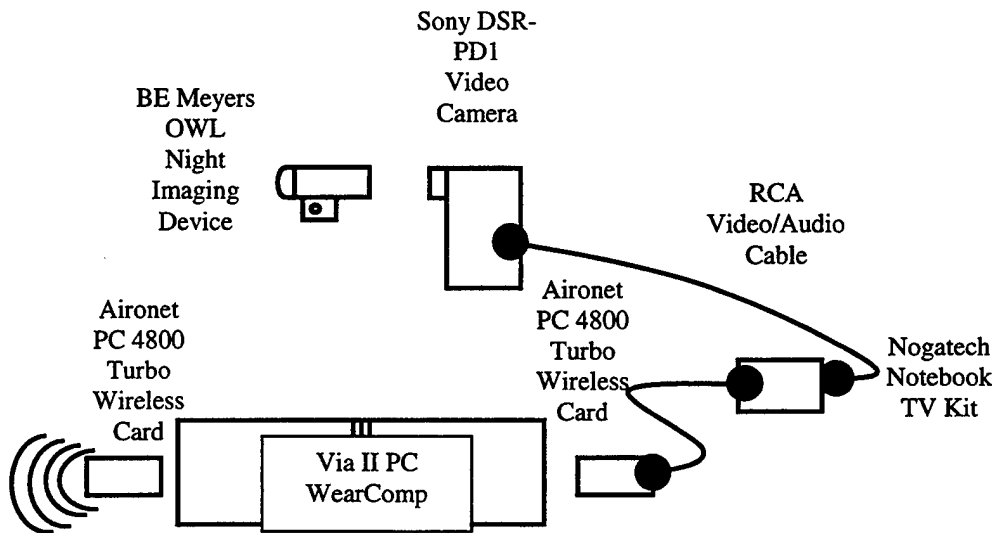 Sony DSR-
PD1
Video
Camera
BE Meyers
OWL
Night
Imaging
Device
RCA
Video/Audio
Cable
Aironet
PC 4800
Turbo
Wireless
Card
Aironet
PC 4800
Turbo
Wireless
Card
Nogatech
Notebook
TV Kit
Via II PC
WearComp